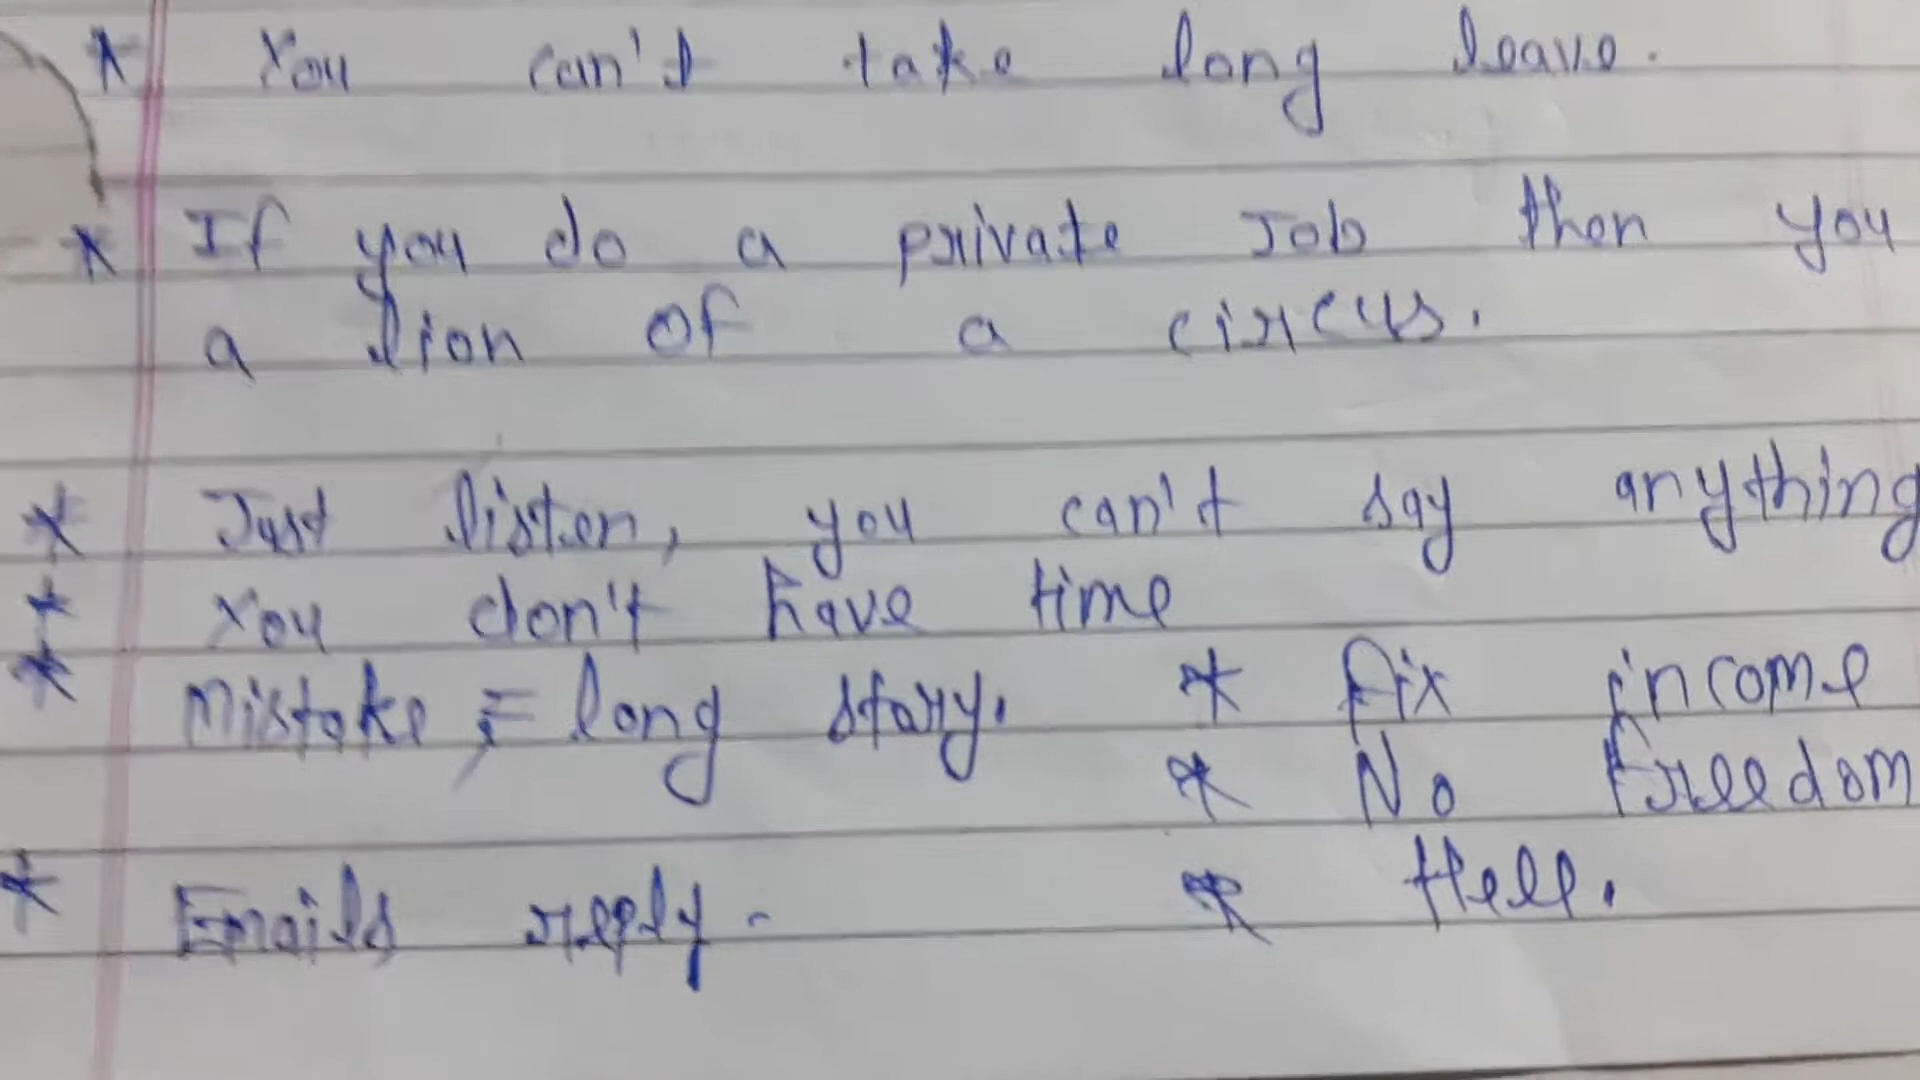 * You can't take long leave.
* If you do a private Job then you
a lion of a circus.
* Just listen, you can't say anything
* You don't have time
* Mistake = long story. * fix income
* No freedom
* Emails reply - * Hell.